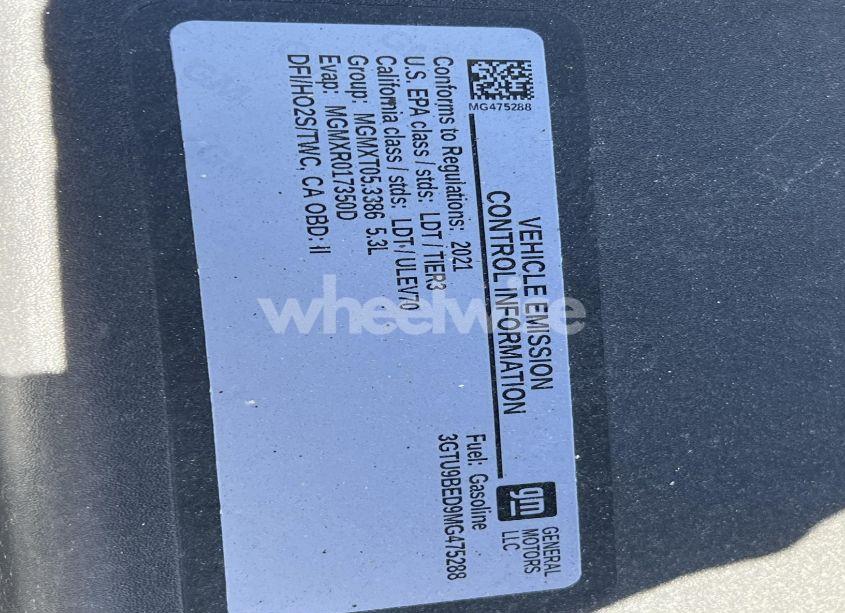 MG475288
VEHICLE EMISSION
CONTROL INFORMATION
gm
GENERAL
MOTORS
LLC
Conforms to Regulations: 2021
U.S. EPA class / stds: LDT / TIER3
California class / stds: LDT / ULEV70
Group: MGMXT05.3386 5.3L
Evap: MGMXR017350D
DFI/HO2S/TWC, CA OBD: II
Fuel: Gasoline
3GTU9BED9MG475288
wheelwire